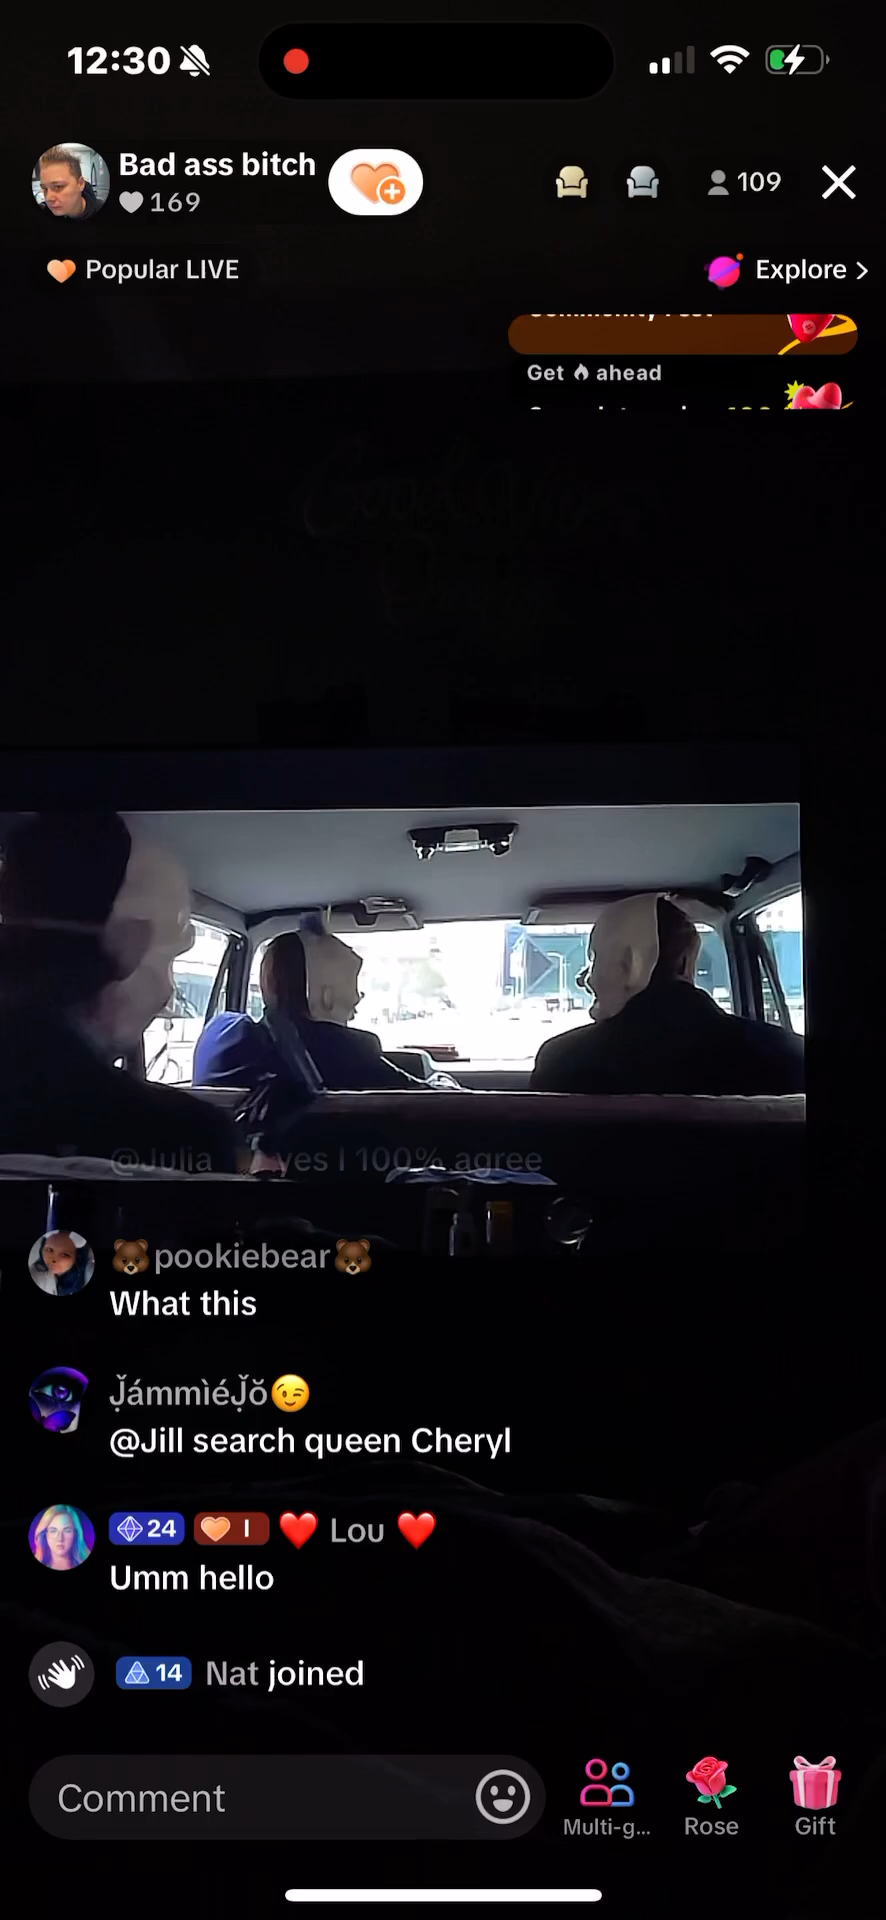 12:30
Bad ass bitch
169
109
Popular LIVE
Explore >
Get 🔥 ahead
@Julia yes I 100% agree
🐻pookiebear🐻
What this
J̣̌ámmìéJ̣̌ŏ😉
@Jill search queen Cheryl
24 I ❤️ Lou ❤️
Umm hello
14 Nat joined
Comment
Multi-g... Rose Gift